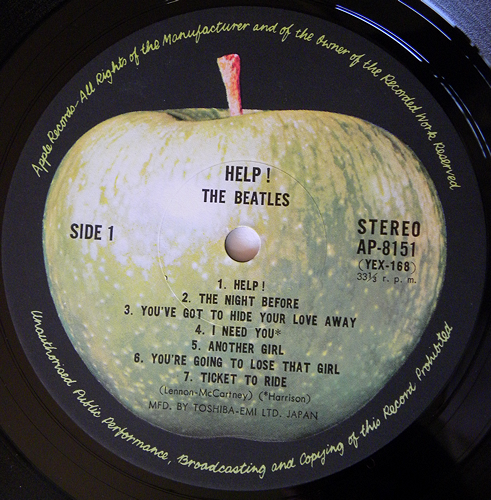 Apple Records-All Rights of the Manufacturer and of the Owner of the Recorded Work Reserved
HELP!
THE BEATLES
SIDE 1
STEREO
AP-8151
(YEX-168)
33⅓ r. p. m.
1. HELP!
2. THE NIGHT BEFORE
3. YOU'VE GOT TO HIDE YOUR LOVE AWAY
4. I NEED YOU*
5. ANOTHER GIRL
6. YOU'RE GOING TO LOSE THAT GIRL
7. TICKET TO RIDE
(Lennon-McCartney) (*Harrison)
MFD. BY TOSHIBA-EMI LTD. JAPAN
Unauthorised Public Performance, Broadcasting and Copying of this Record Prohibited